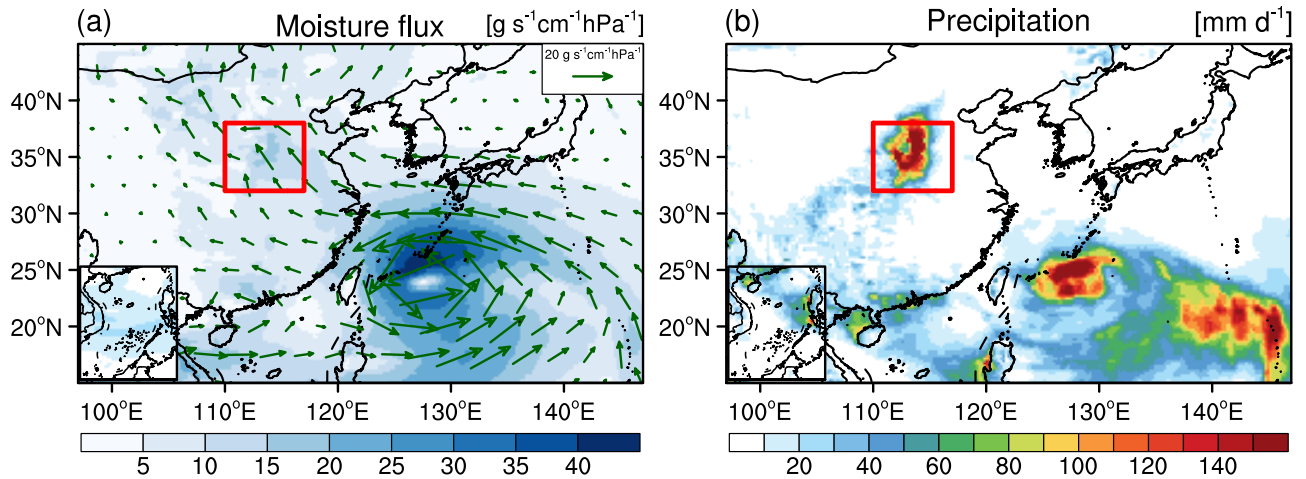 (a) Moisture flux [g s⁻¹cm⁻¹hPa⁻¹]
20 g s⁻¹cm⁻¹hPa⁻¹
40°N
35°N
30°N
25°N
20°N
100°E 110°E 120°E 130°E 140°E
5 10 15 20 25 30 35 40
(b) Precipitation [mm d⁻¹]
40°N
35°N
30°N
25°N
20°N
100°E 110°E 120°E 130°E 140°E
20 40 60 80 100 120 140